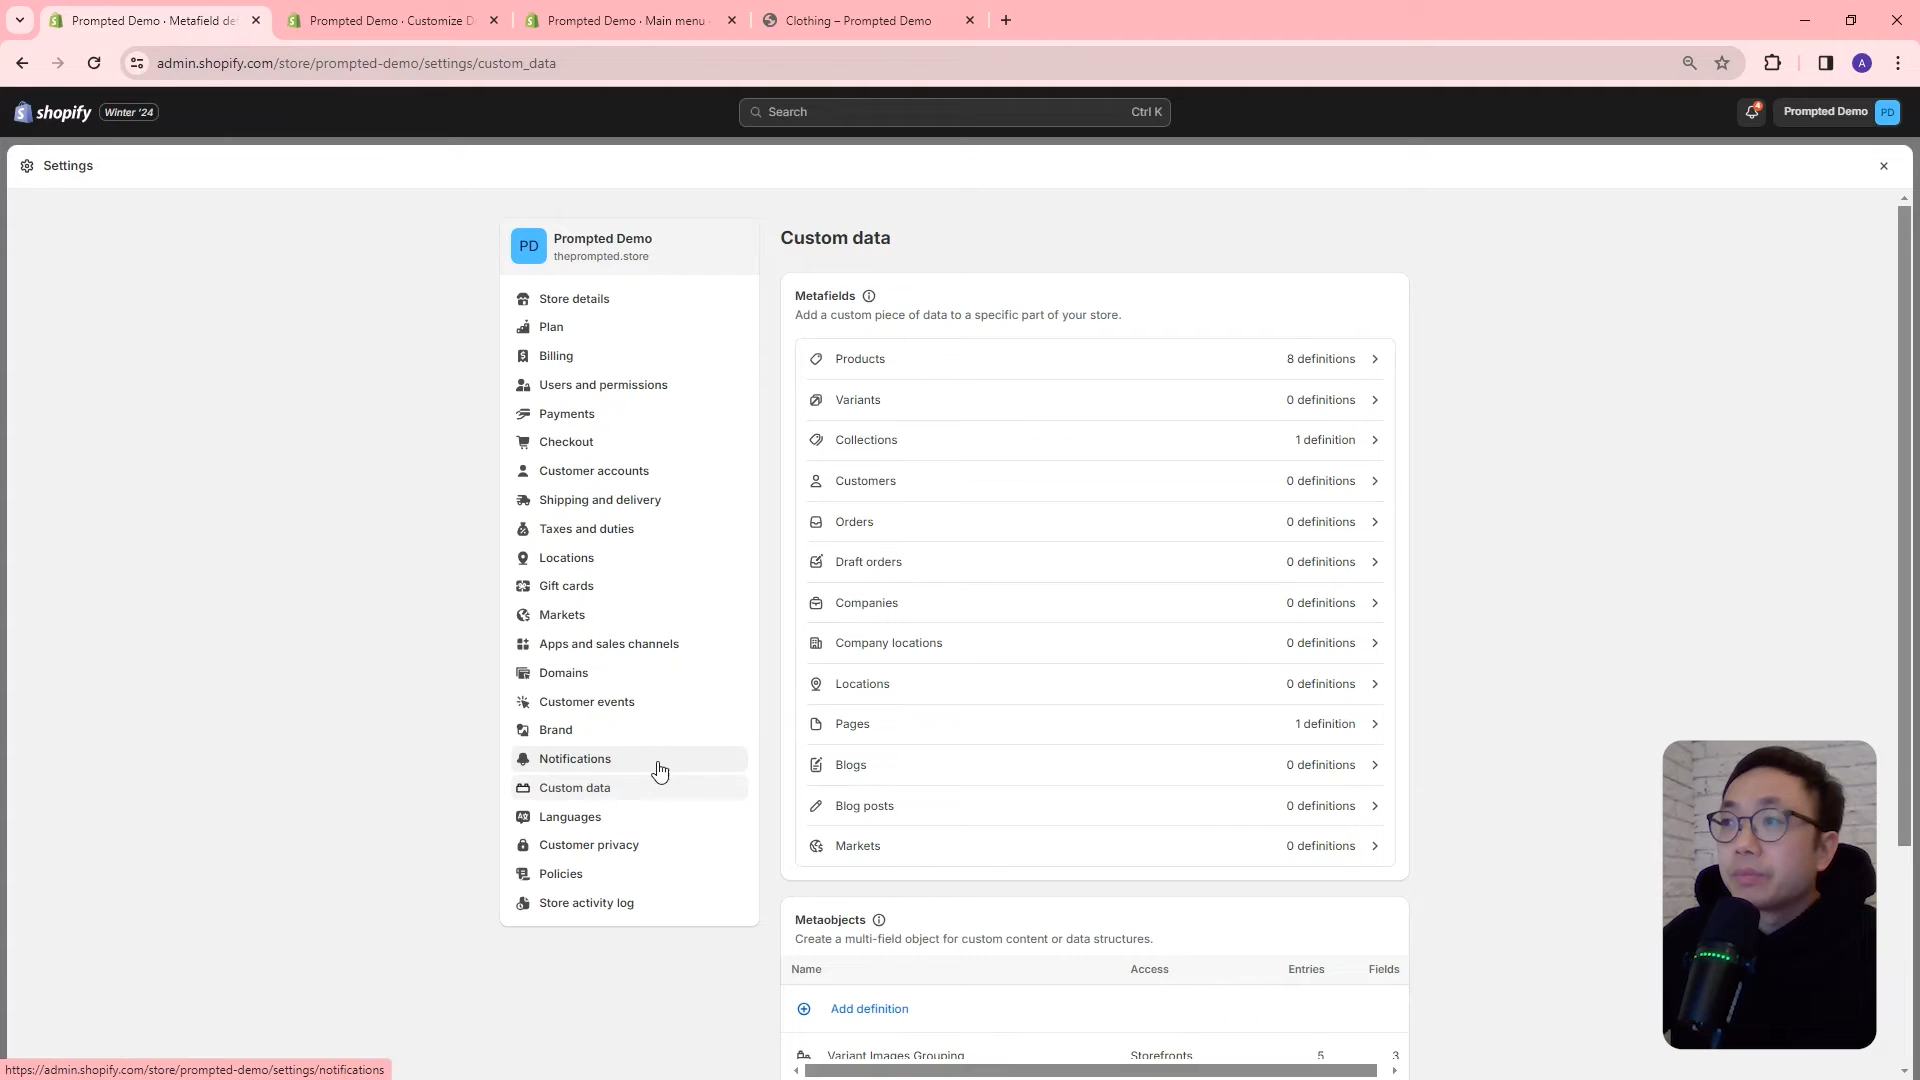 Prompted Demo · Metafield de
Prompted Demo · Customize D
Prompted Demo · Main menu ·
Clothing – Prompted Demo
admin.shopify.com/store/prompted-demo/settings/custom_data
A
shopify
Winter '24
Search
Ctrl K
4
Prompted Demo
PD
Settings
PD
Prompted Demo
theprompted.store
Store details
Plan
Billing
Users and permissions
Payments
Checkout
Customer accounts
Shipping and delivery
Taxes and duties
Locations
Gift cards
Markets
Apps and sales channels
Domains
Customer events
Brand
Notifications
Custom data
Languages
Customer privacy
Policies
Store activity log
Custom data
Metafields
Add a custom piece of data to a specific part of your store.
Products 8 definitions
Variants 0 definitions
Collections 1 definition
Customers 0 definitions
Orders 0 definitions
Draft orders 0 definitions
Companies 0 definitions
Company locations 0 definitions
Locations 0 definitions
Pages 1 definition
Blogs 0 definitions
Blog posts 0 definitions
Markets 0 definitions
Metaobjects
Create a multi-field object for custom content or data structures.
Name Access Entries Fields
Add definition
Variant Images Grouping Storefronts 5 3
https://admin.shopify.com/store/prompted-demo/settings/notifications